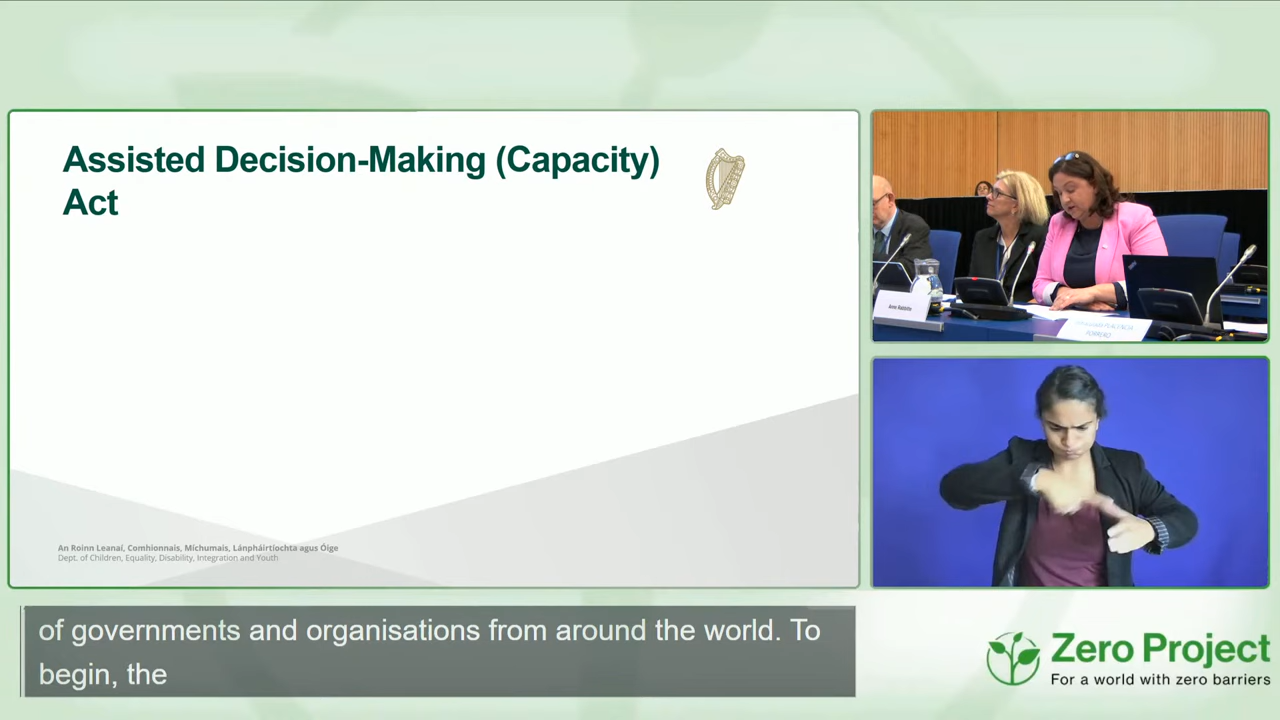 Assisted Decision-Making (Capacity)
Act
An Roinn Leanaí, Comhionnais, Míchumais, Lánpháirtíochta agus Óige
Dept. of Children, Equality, Disability, Integration and Youth
Anne Rabbitte
of governments and organisations from around the world. To
begin, the
Zero Project
For a world with zero barriers